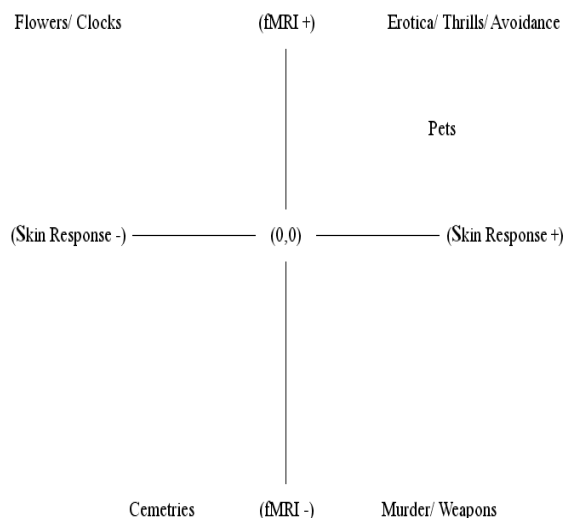 Flowers/ Clocks (fMRI +) Erotica/ Thrills/ Avoidance
Pets
(Skin Response -) (0,0) (Skin Response +)
Cemetries (fMRI -) Murder/ Weapons